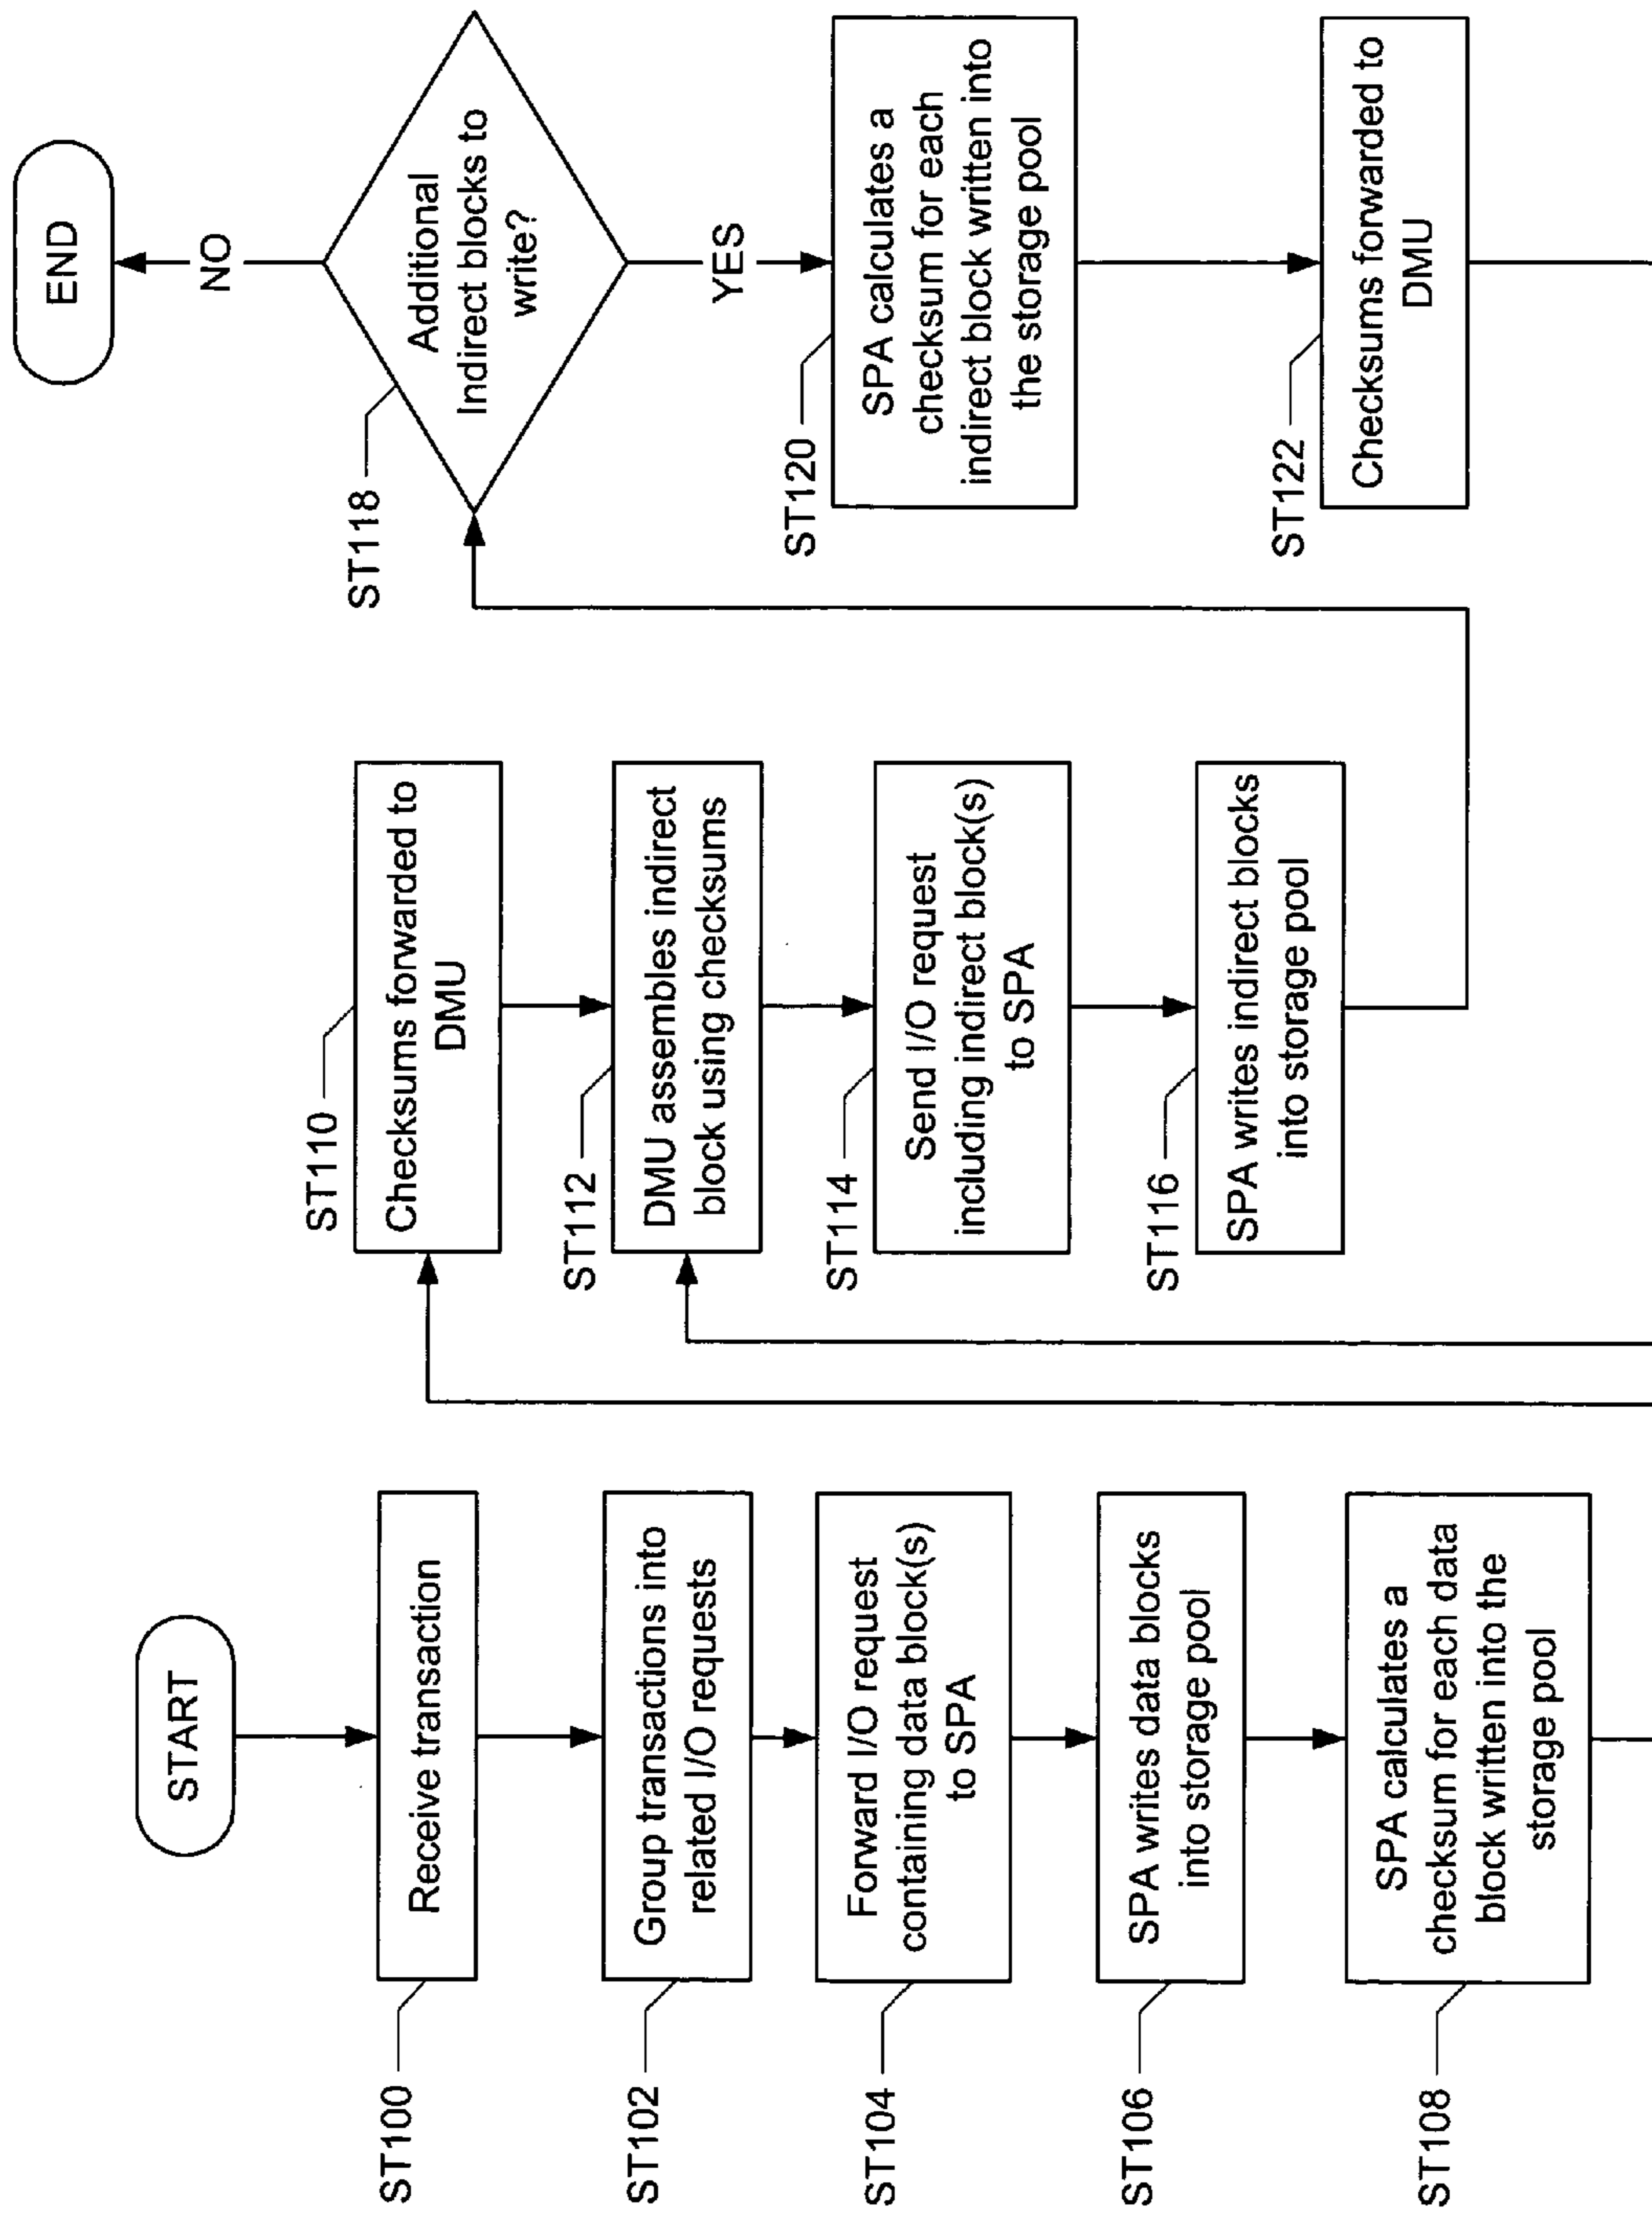 START
ST100
Receive transaction
ST102
Group transactions into
related I/O requests
ST104
Forward I/O request
containing data block(s)
to SPA
ST106
SPA writes data blocks
into storage pool
ST108
SPA calculates a
checksum for each data
block written into the
storage pool
ST110
Checksums forwarded to
DMU
ST112
DMU assembles indirect
block using checksums
ST114
Send I/O request
including indirect block(s)
to SPA
ST116
SPA writes indirect blocks
into storage pool
END
NO
ST118
Additional
Indirect blocks to
write?
YES
ST120
SPA calculates a
checksum for each
indirect block written into
the storage pool
ST122
Checksums forwarded to
DMU